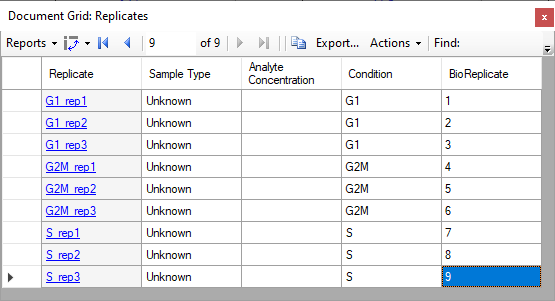 Document Grid: Replicates
x
Reports 9 of 9 Export... Actions Find:
Replicate Sample Type Analyte Concentration Condition BioReplicate
G1_rep1 Unknown G1 1
G1_rep2 Unknown G1 2
G1_rep3 Unknown G1 3
G2M_rep1 Unknown G2M 4
G2M_rep2 Unknown G2M 5
G2M_rep3 Unknown G2M 6
S_rep1 Unknown S 7
S_rep2 Unknown S 8
S_rep3 Unknown S 9